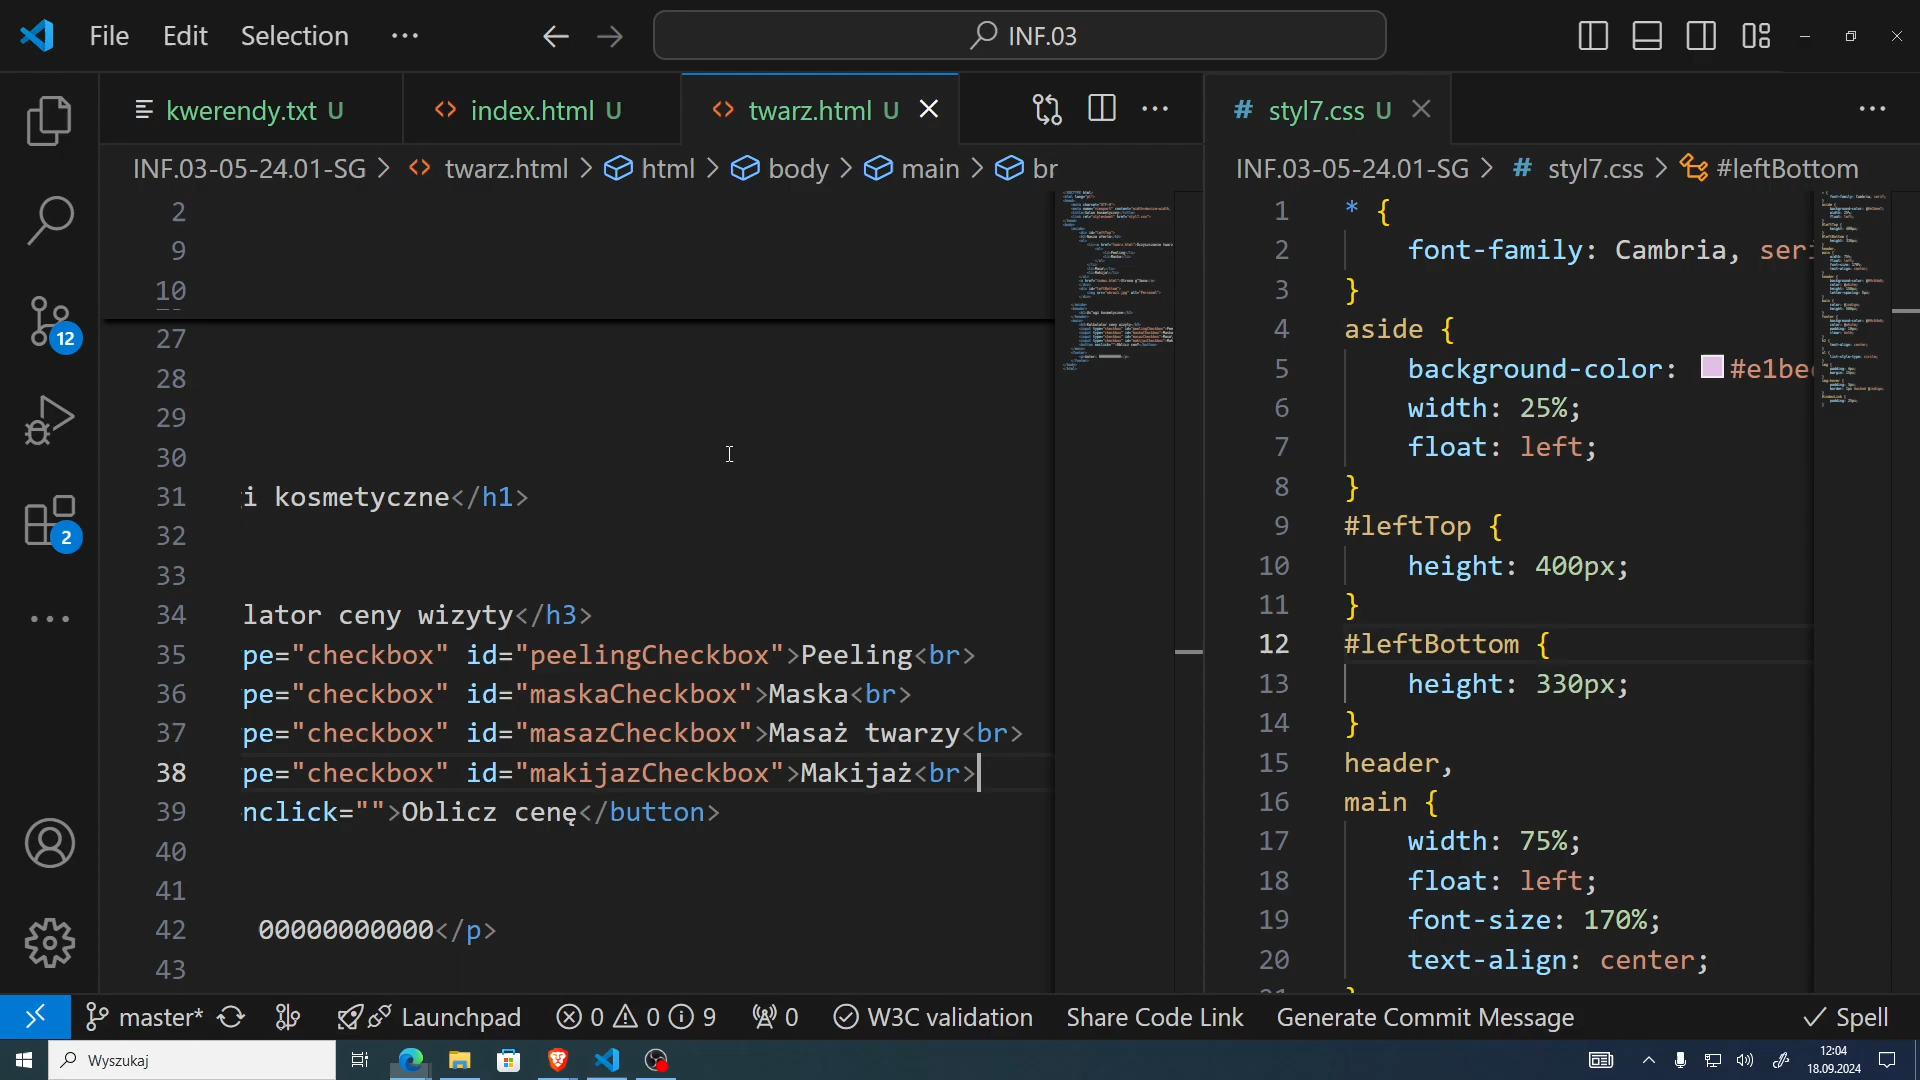 File Edit Selection ··· INF.03
kwerendy.txt U index.html U twarz.html U styl7.css U
INF.03-05-24.01-SG > twarz.html > html > body > main > br
INF.03-05-24.01-SG > styl7.css > #leftBottom
2
9
10
27
28
29
30
31 i kosmetyczne</h1>
32
33
34 lator ceny wizyty</h3>
35 pe="checkbox" id="peelingCheckbox">Peeling<br>
36 pe="checkbox" id="maskaCheckbox">Maska<br>
37 pe="checkbox" id="masazCheckbox">Masaż twarzy<br>
38 pe="checkbox" id="makijazCheckbox">Makijaż<br>
39 nclick="">Oblicz cenę</button>
40
41
42 00000000000</p>
43
1 * {
2 font-family: Cambria, seri
3 }
4 aside {
5 background-color: #e1bee
6 width: 25%;
7 float: left;
8 }
9 #leftTop {
10 height: 400px;
11 }
12 #leftBottom {
13 height: 330px;
14 }
15 header,
16 main {
17 width: 75%;
18 float: left;
19 font-size: 170%;
20 text-align: center;
12
2
master* Launchpad 0 0 9 0 W3C validation Share Code Link Generate Commit Message Spell
Wyszukaj
12:04
18.09.2024